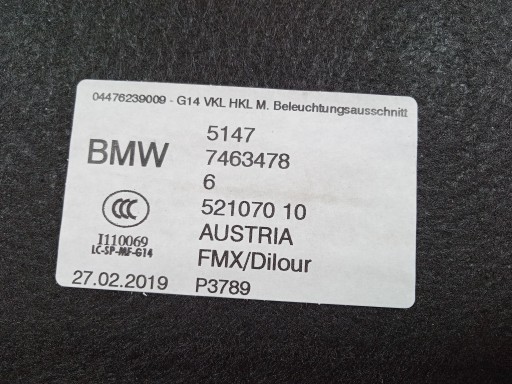 04476239009 - G14 VKL HKL M. Beleuchtungsausschnitt
BMW
5147
7463478
6
521070 10
AUSTRIA
FMX/Dilour
CCC
I110069
LC-SP-MF-G14
27.02.2019 P3789